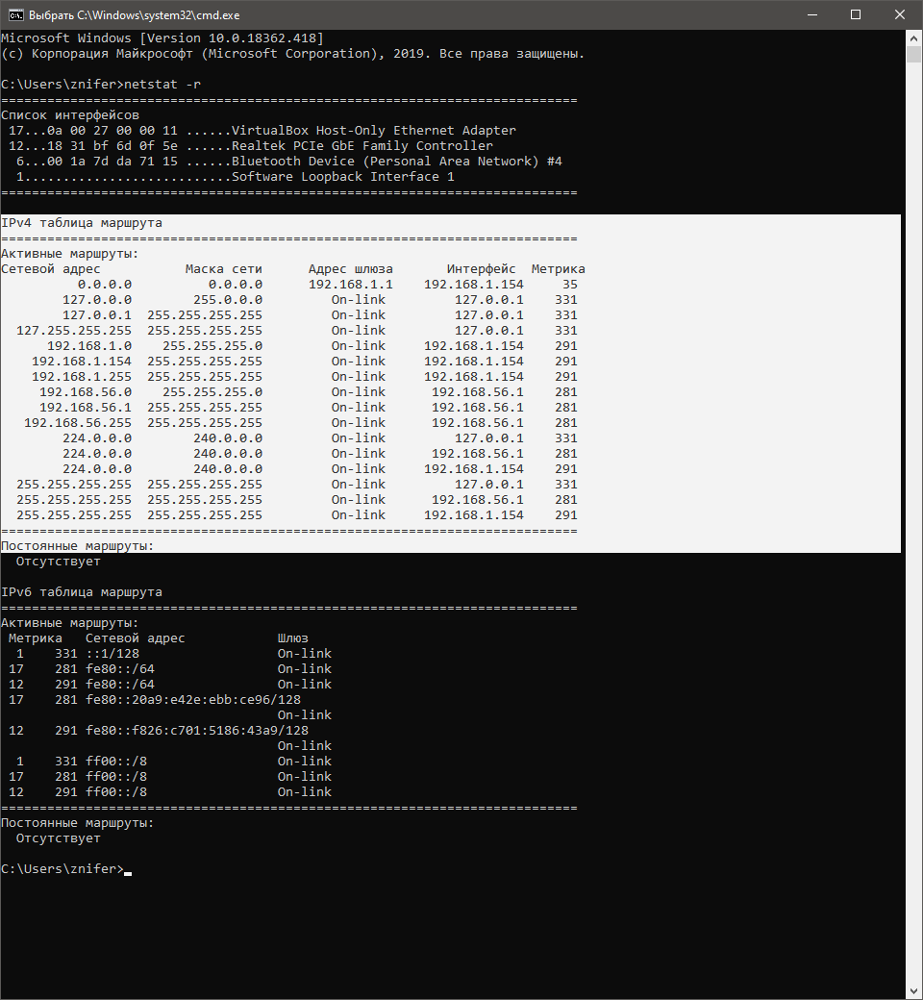 Выбрать C:\Windows\system32\cmd.exe
Microsoft Windows [Version 10.0.18362.418]
(c) Корпорация Майкрософт (Microsoft Corporation), 2019. Все права защищены.
C:\Users\znifer>netstat -r
===========================================================================
Список интерфейсов
 17...0a 00 27 00 00 11 ......VirtualBox Host-Only Ethernet Adapter
 12...18 31 bf 6d 0f 5e ......Realtek PCIe GbE Family Controller
  6...00 1a 7d da 71 15 ......Bluetooth Device (Personal Area Network) #4
  1...........................Software Loopback Interface 1
===========================================================================
IPv4 таблица маршрута
===========================================================================
Активные маршруты:
Сетевой адрес           Маска сети      Адрес шлюза       Интерфейс  Метрика
          0.0.0.0          0.0.0.0      192.168.1.1    192.168.1.154     35
        127.0.0.0        255.0.0.0         On-link         127.0.0.1    331
        127.0.0.1  255.255.255.255         On-link         127.0.0.1    331
  127.255.255.255  255.255.255.255         On-link         127.0.0.1    331
      192.168.1.0    255.255.255.0         On-link     192.168.1.154    291
    192.168.1.154  255.255.255.255         On-link     192.168.1.154    291
    192.168.1.255  255.255.255.255         On-link     192.168.1.154    291
     192.168.56.0    255.255.255.0         On-link      192.168.56.1    281
     192.168.56.1  255.255.255.255         On-link      192.168.56.1    281
   192.168.56.255  255.255.255.255         On-link      192.168.56.1    281
        224.0.0.0        240.0.0.0         On-link         127.0.0.1    331
        224.0.0.0        240.0.0.0         On-link      192.168.56.1    281
        224.0.0.0        240.0.0.0         On-link     192.168.1.154    291
  255.255.255.255  255.255.255.255         On-link         127.0.0.1    331
  255.255.255.255  255.255.255.255         On-link      192.168.56.1    281
  255.255.255.255  255.255.255.255         On-link     192.168.1.154    291
===========================================================================
Постоянные маршруты:
  Отсутствует
IPv6 таблица маршрута
===========================================================================
Активные маршруты:
 Метрика   Сетевой адрес            Шлюз
  1    331 ::1/128                  On-link
 17    281 fe80::/64                On-link
 12    291 fe80::/64                On-link
 17    281 fe80::20a9:e42e:ebb:ce96/128
                                    On-link
 12    291 fe80::f826:c701:5186:43a9/128
                                    On-link
  1    331 ff00::/8                 On-link
 17    281 ff00::/8                 On-link
 12    291 ff00::/8                 On-link
===========================================================================
Постоянные маршруты:
  Отсутствует
C:\Users\znifer>